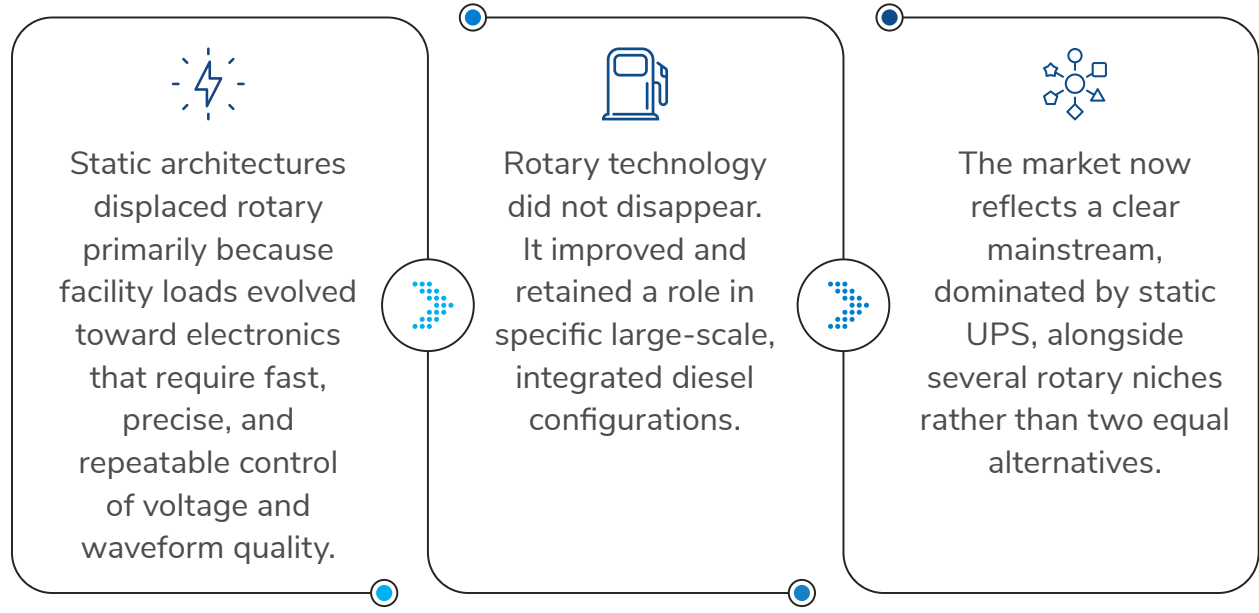 Static architectures
displaced rotary
primarily because
facility loads evolved
toward electronics
that require fast,
precise, and
repeatable control
of voltage and
waveform quality.
Rotary technology
did not disappear.
It improved and
retained a role in
specific large-scale,
integrated diesel
configurations.
The market now
reflects a clear
mainstream,
dominated by static
UPS, alongside
several rotary niches
rather than two equal
alternatives.